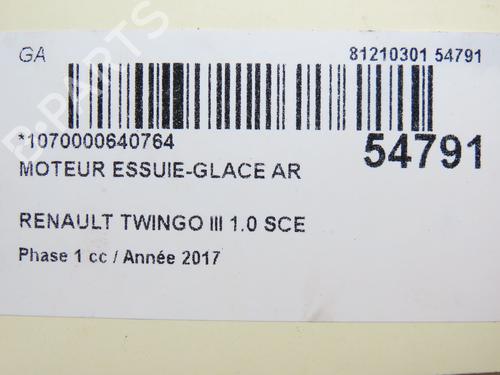 GA
81210301 54791
*1070000640764
54791
MOTEUR ESSUIE-GLACE AR
RENAULT TWINGO III 1.0 SCE
Phase 1 cc / Année 2017
B-PARTS